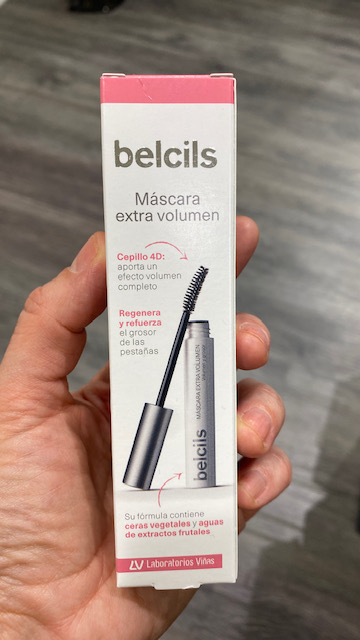 belcils
Máscara
extra volumen
Cepillo 4D:
aporta un
efecto volumen
completo
Regenera
y refuerza
el grosor
de las
pestañas
MÁSCARA EXTRA VOLUMEN
belcils
Su fórmula contiene
ceras vegetales y aguas
de extractos frutales
LV Laboratorios Viñas